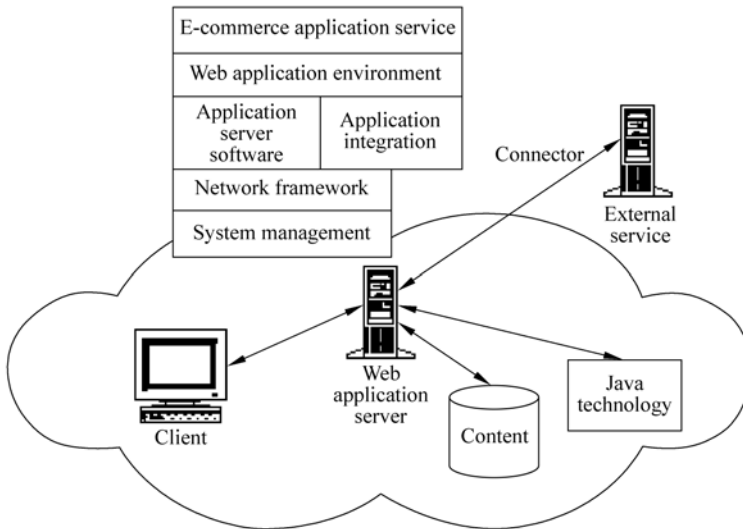 E-commerce application service
Web application environment
Application
server
software
Application
integration
Network framework
System management
Connector
External
service
Client
Web
application
server
Content
Java
technology